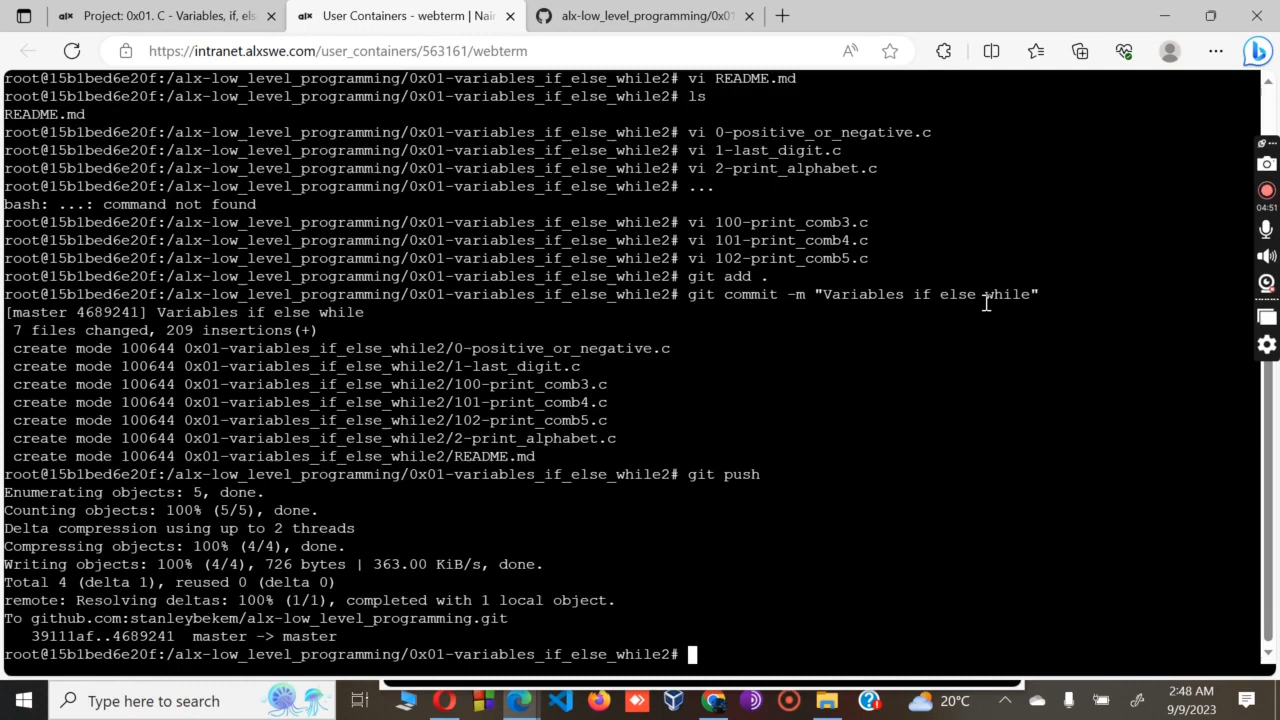 Project: 0x01. C - Variables, if, els
User Containers - webterm | Nair
alx-low_level_programming/0x01
https://intranet.alxswe.com/user_containers/563161/webterm
root@15b1bed6e20f:/alx-low_level_programming/0x01-variables_if_else_while2# vi README.md
root@15b1bed6e20f:/alx-low_level_programming/0x01-variables_if_else_while2# ls
README.md
root@15b1bed6e20f:/alx-low_level_programming/0x01-variables_if_else_while2# vi 0-positive_or_negative.c
root@15b1bed6e20f:/alx-low_level_programming/0x01-variables_if_else_while2# vi 1-last_digit.c
root@15b1bed6e20f:/alx-low_level_programming/0x01-variables_if_else_while2# vi 2-print_alphabet.c
root@15b1bed6e20f:/alx-low_level_programming/0x01-variables_if_else_while2# ...
bash: ...: command not found
root@15b1bed6e20f:/alx-low_level_programming/0x01-variables_if_else_while2# vi 100-print_comb3.c
root@15b1bed6e20f:/alx-low_level_programming/0x01-variables_if_else_while2# vi 101-print_comb4.c
root@15b1bed6e20f:/alx-low_level_programming/0x01-variables_if_else_while2# vi 102-print_comb5.c
root@15b1bed6e20f:/alx-low_level_programming/0x01-variables_if_else_while2# git add .
root@15b1bed6e20f:/alx-low_level_programming/0x01-variables_if_else_while2# git commit -m "Variables if else while"
[master 4689241] Variables if else while
7 files changed, 209 insertions(+)
create mode 100644 0x01-variables_if_else_while2/0-positive_or_negative.c
create mode 100644 0x01-variables_if_else_while2/1-last_digit.c
create mode 100644 0x01-variables_if_else_while2/100-print_comb3.c
create mode 100644 0x01-variables_if_else_while2/101-print_comb4.c
create mode 100644 0x01-variables_if_else_while2/102-print_comb5.c
create mode 100644 0x01-variables_if_else_while2/2-print_alphabet.c
create mode 100644 0x01-variables_if_else_while2/README.md
root@15b1bed6e20f:/alx-low_level_programming/0x01-variables_if_else_while2# git push
Enumerating objects: 5, done.
Counting objects: 100% (5/5), done.
Delta compression using up to 2 threads
Compressing objects: 100% (4/4), done.
Writing objects: 100% (4/4), 726 bytes | 363.00 KiB/s, done.
Total 4 (delta 1), reused 0 (delta 0)
remote: Resolving deltas: 100% (1/1), completed with 1 local object.
To github.com:stanleybekem/alx-low_level_programming.git
39111af..4689241 master -> master
root@15b1bed6e20f:/alx-low_level_programming/0x01-variables_if_else_while2#
04:51
Type here to search
20°C
2:48 AM
9/9/2023